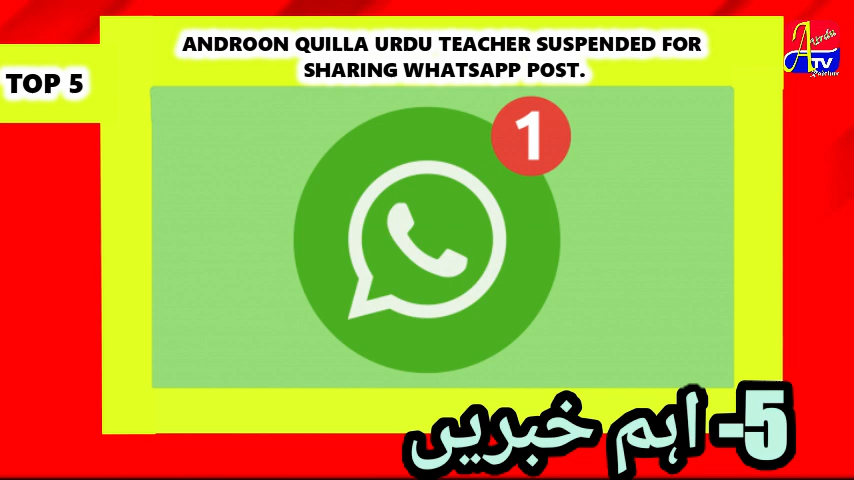 ANDROON QUILLA URDU TEACHER SUSPENDED FOR
SHARING WHATSAPP POST.
TOP 5
1
5- اہم خبریں
A
TV